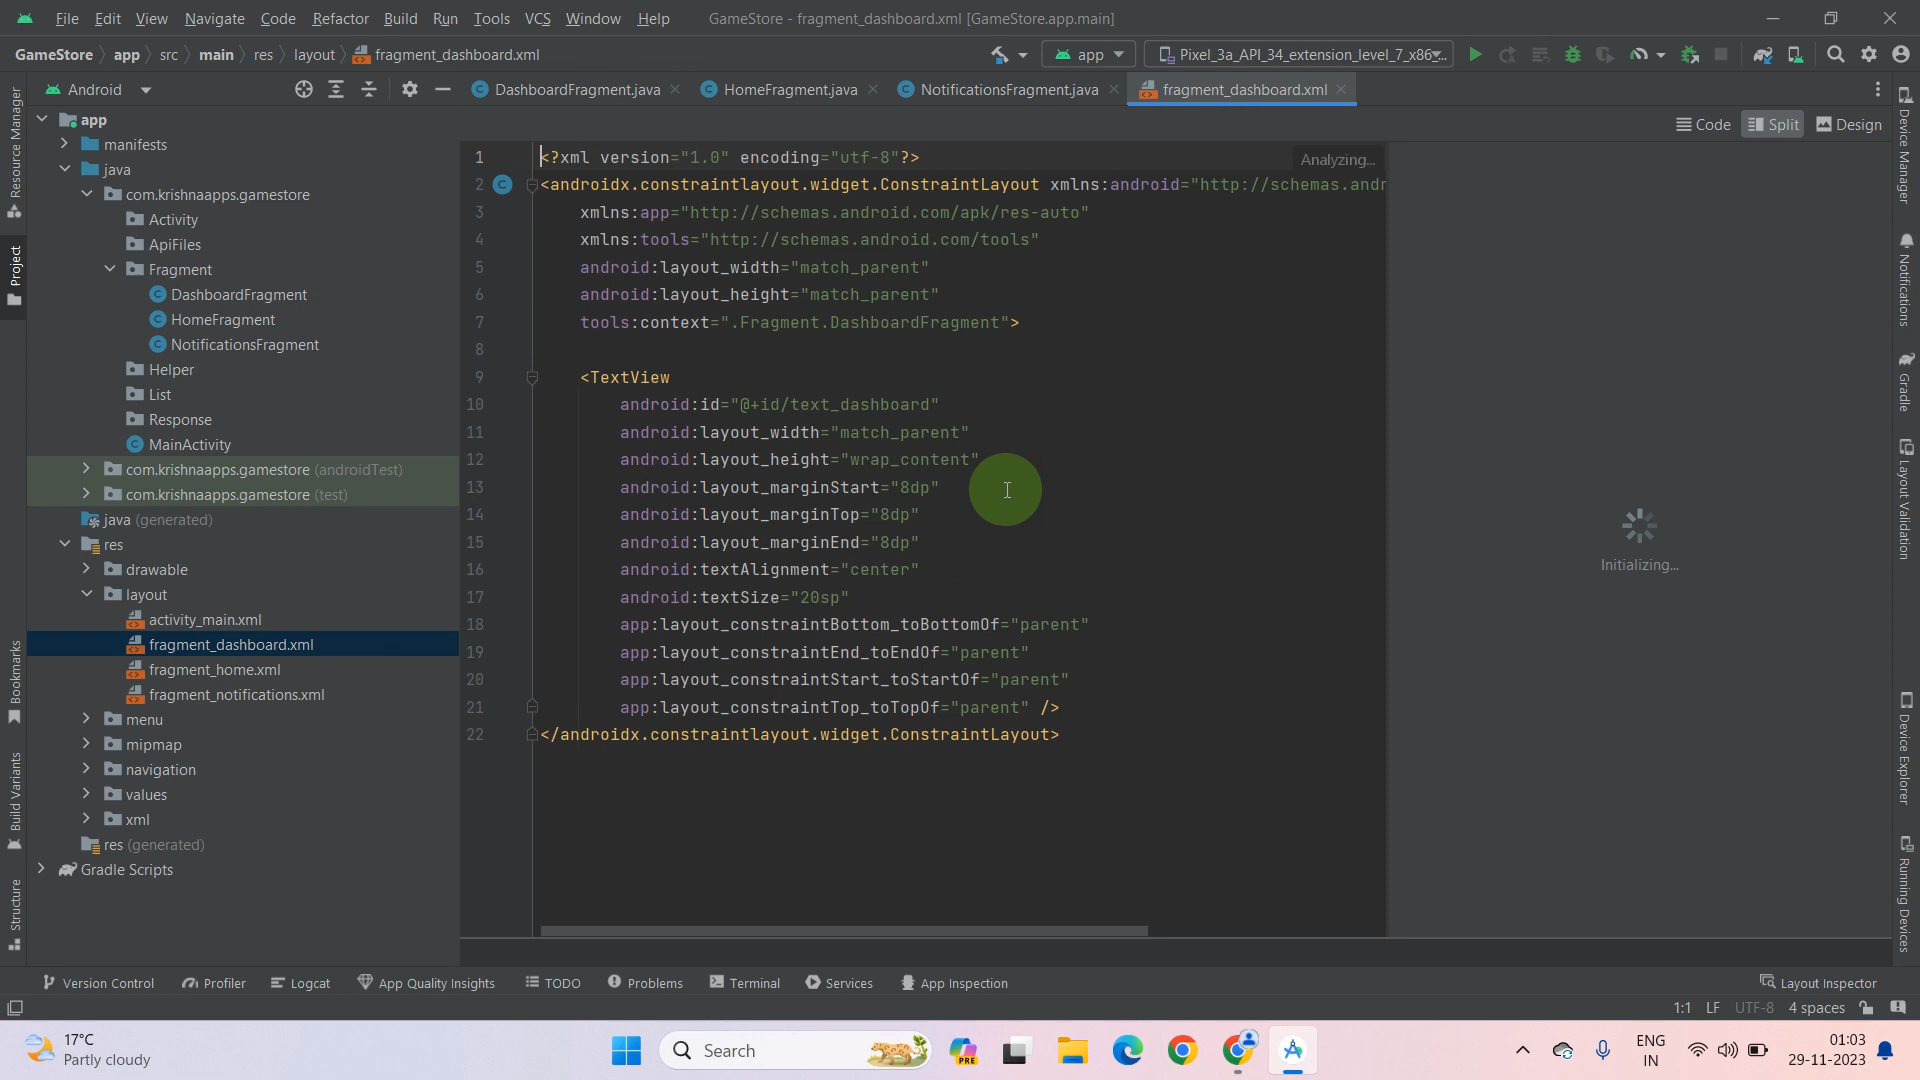 File Edit View Navigate Code Refactor Build Run Tools VCS Window Help GameStore - fragment_dashboard.xml [GameStore.app.main]
GameStore app src main res layout fragment_dashboard.xml app Pixel_3a_API_34_extension_level_7_x86
Android DashboardFragment.java HomeFragment.java NotificationsFragment.java fragment_dashboard.xml
Code Split Design
app
manifests
java
com.krishnaapps.gamestore
Activity
ApiFiles
Fragment
DashboardFragment
HomeFragment
NotificationsFragment
Helper
List
Response
MainActivity
com.krishnaapps.gamestore (androidTest)
com.krishnaapps.gamestore (test)
java (generated)
res
drawable
layout
activity_main.xml
fragment_dashboard.xml
fragment_home.xml
fragment_notifications.xml
menu
mipmap
navigation
values
xml
res (generated)
Gradle Scripts
Resource Manager
Project
Bookmarks
Build Variants
Structure
1 <?xml version="1.0" encoding="utf-8"?>
2 <androidx.constraintlayout.widget.ConstraintLayout xmlns:android="http://schemas.andr
3 xmlns:app="http://schemas.android.com/apk/res-auto"
4 xmlns:tools="http://schemas.android.com/tools"
5 android:layout_width="match_parent"
6 android:layout_height="match_parent"
7 tools:context=".Fragment.DashboardFragment">
8
9 <TextView
10 android:id="@+id/text_dashboard"
11 android:layout_width="match_parent"
12 android:layout_height="wrap_content"
13 android:layout_marginStart="8dp"
14 android:layout_marginTop="8dp"
15 android:layout_marginEnd="8dp"
16 android:textAlignment="center"
17 android:textSize="20sp"
18 app:layout_constraintBottom_toBottomOf="parent"
19 app:layout_constraintEnd_toEndOf="parent"
20 app:layout_constraintStart_toStartOf="parent"
21 app:layout_constraintTop_toTopOf="parent" />
22 </androidx.constraintlayout.widget.ConstraintLayout>
Analyzing...
Initializing...
Device Manager
Notifications
Gradle
Layout Validation
Device Explorer
Running Devices
Version Control Profiler Logcat App Quality Insights TODO Problems Terminal Services App Inspection Layout Inspector
1:1 LF UTF-8 4 spaces
17°C
Partly cloudy
Search
PRE
ENG
IN
01:03
29-11-2023